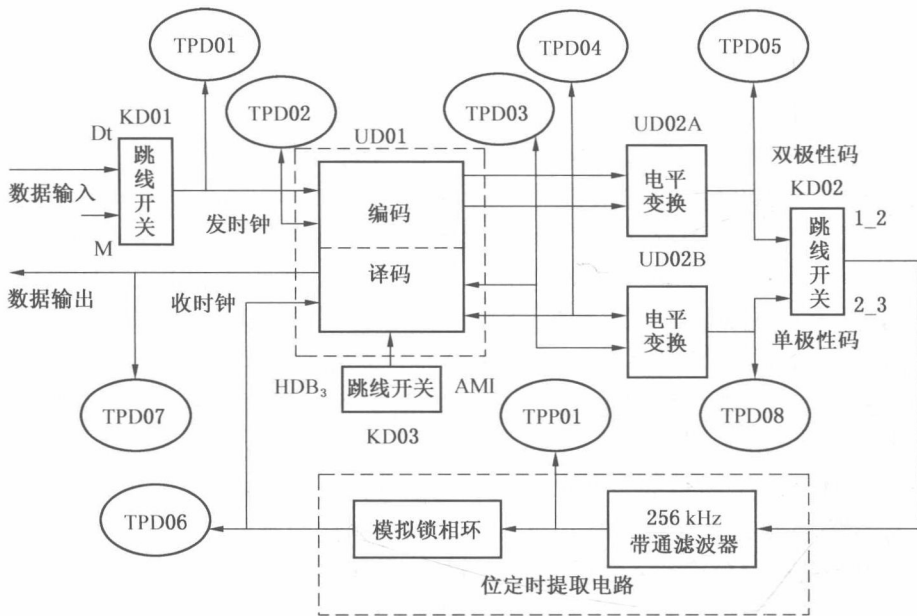 TPD01
TPD04
TPD05
TPD02
TPD03
KD01
UD01
UD02A
Dt
跳线开关
数据输入
M
发时钟
编码
电平
变换
双极性码
KD02
1_2
跳线开关
2_3
UD02B
译码
数据输出
收时钟
电平
变换
单极性码
HDB₃
跳线开关
AMI
KD03
TPD07
TPP01
TPD08
TPD06
模拟锁相环
256 kHz
带通滤波器
位定时提取电路